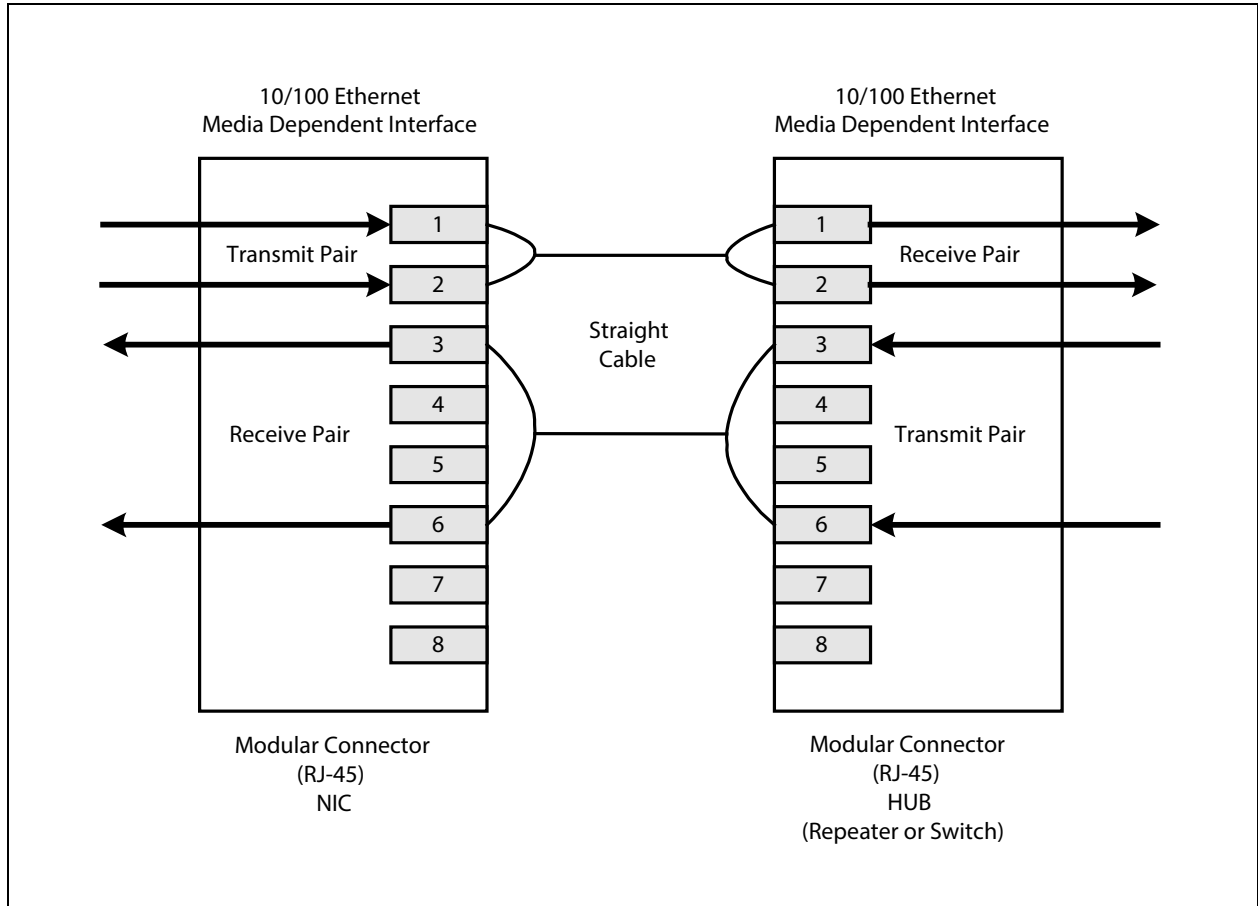 10/100 Ethernet
Media Dependent Interface
10/100 Ethernet
Media Dependent Interface
1
Transmit Pair
2
3
4
Receive Pair
5
6
7
8
Straight
Cable
1
Receive Pair
2
3
4
Transmit Pair
5
6
7
8
Modular Connector
(RJ-45)
NIC
Modular Connector
(RJ-45)
HUB
(Repeater or Switch)